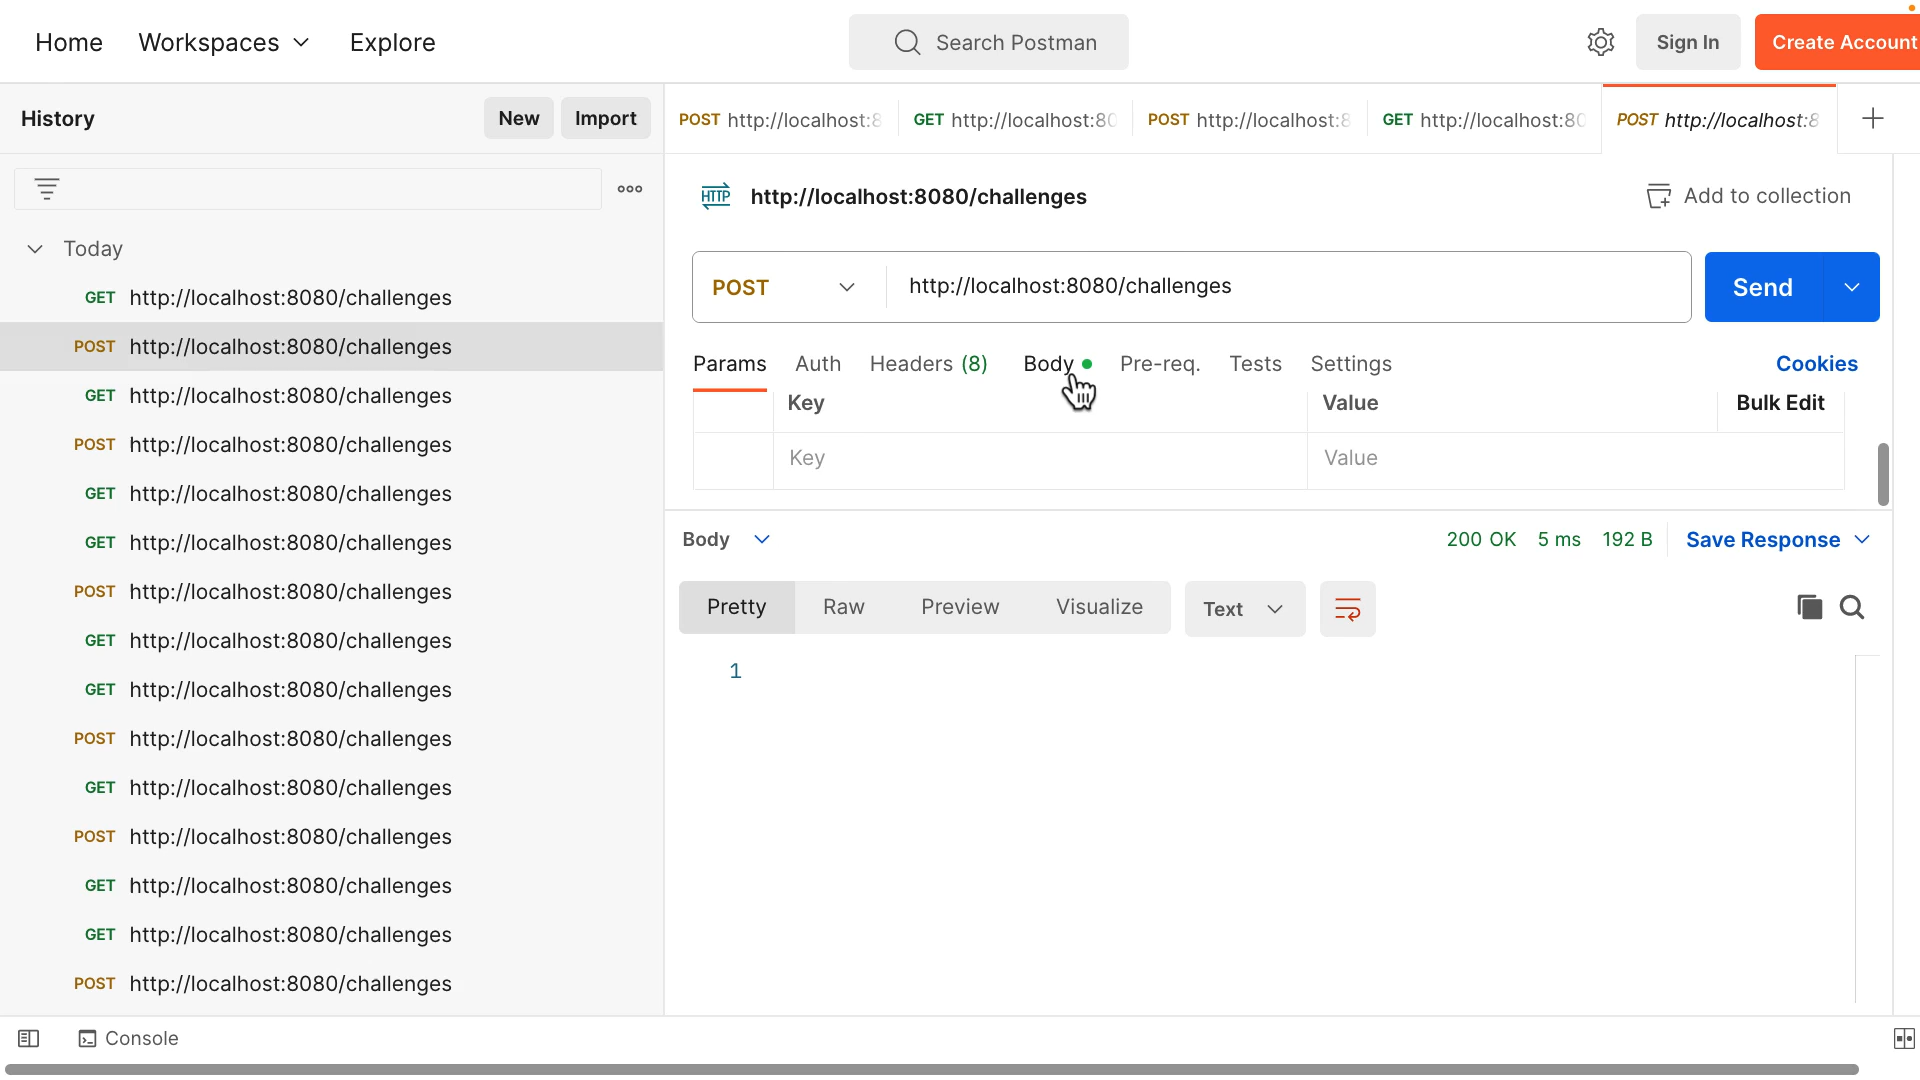 Home Workspaces Explore Search Postman Sign In Create Account
History New Import
POST http://localhost:8 GET http://localhost:80 POST http://localhost:8 GET http://localhost:80 POST http://localhost:8
HTTP http://localhost:8080/challenges Add to collection
Today
GET http://localhost:8080/challenges
POST http://localhost:8080/challenges
GET http://localhost:8080/challenges
POST http://localhost:8080/challenges
GET http://localhost:8080/challenges
GET http://localhost:8080/challenges
POST http://localhost:8080/challenges
GET http://localhost:8080/challenges
GET http://localhost:8080/challenges
POST http://localhost:8080/challenges
GET http://localhost:8080/challenges
POST http://localhost:8080/challenges
GET http://localhost:8080/challenges
GET http://localhost:8080/challenges
POST http://localhost:8080/challenges
POST http://localhost:8080/challenges Send
Params Auth Headers (8) Body Pre-req. Tests Settings Cookies
Key Value Bulk Edit
Key Value
Body 200 OK 5 ms 192 B Save Response
Pretty Raw Preview Visualize Text
1
Console